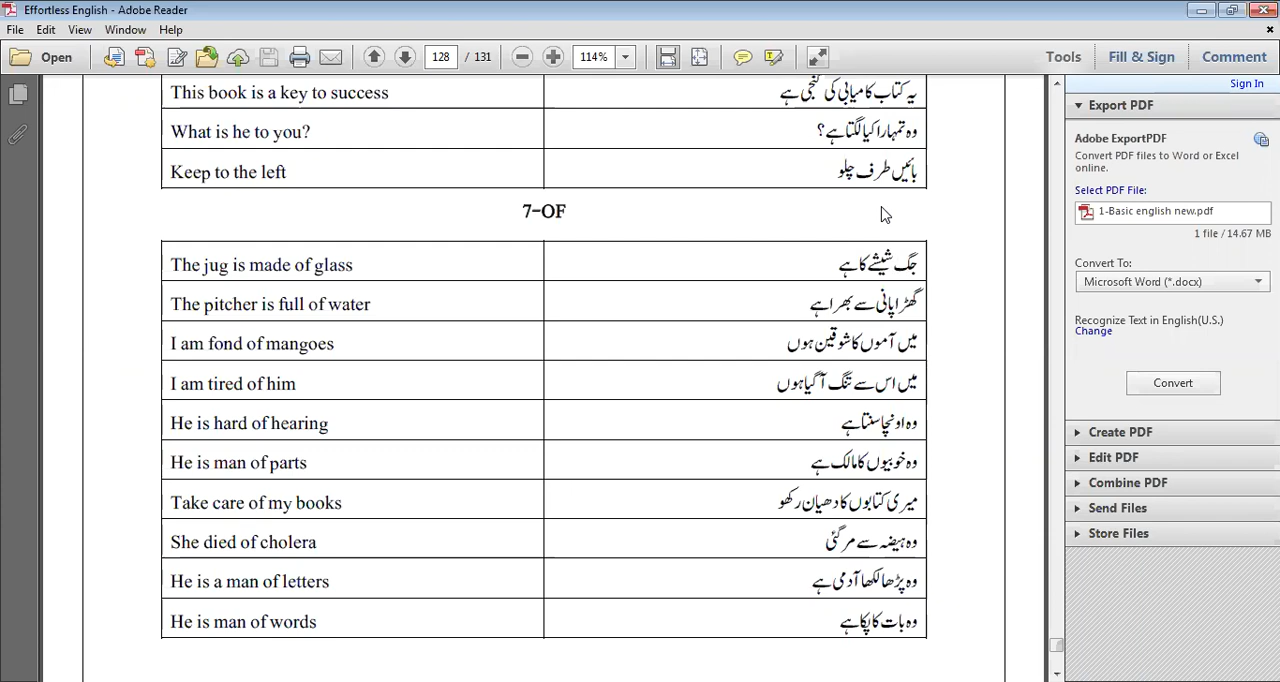 Effortless English - Adobe Reader
File Edit View Window Help
Open 128 / 131 114% Tools Fill & Sign Comment
Sign In
This book is a key to success یہ کتاب کامیابی کی کنجی ہے
What is he to you? وہ تمہارا کیا لگتا ہے؟
Keep to the left بائیں طرف چلو
7-OF
The jug is made of glass جگ شیشے کا ہے
The pitcher is full of water گھڑا پانی سے بھرا ہے
I am fond of mangoes میں آموں کا شوقین ہوں
I am tired of him میں اس سے تنگ آ گیا ہوں
He is hard of hearing وہ اونچا سنتا ہے
He is man of parts وہ خوبیوں کا مالک ہے
Take care of my books میری کتابوں کا دھیان رکھو
She died of cholera وہ ہیضہ سے مر گئی
He is a man of letters وہ پڑھا لکھا آدمی ہے
He is man of words وہ بات کا پکا ہے
Export PDF
Adobe ExportPDF
Convert PDF files to Word or Excel
online.
Select PDF File:
1-Basic english new.pdf
1 file / 14.67 MB
Convert To:
Microsoft Word (*.docx)
Recognize Text in English(U.S.)
Change
Convert
Create PDF
Edit PDF
Combine PDF
Send Files
Store Files